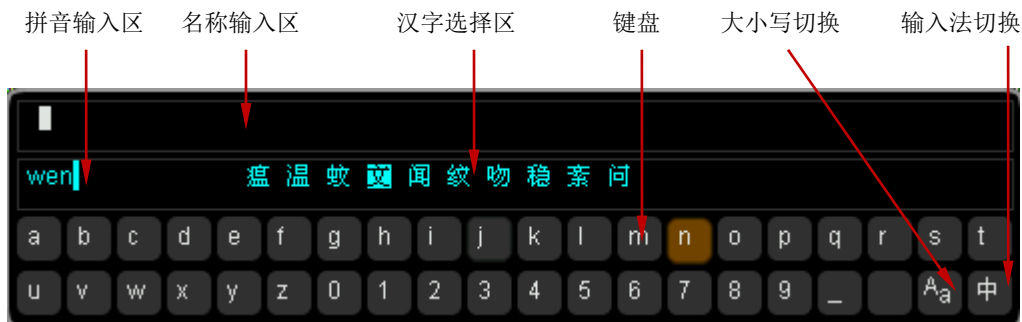 拼音输入区 名称输入区 汉字选择区 键盘 大小写切换 输入法切换
wen 瘟 温 蚊 文 闻 纹 吻 稳 紊 问
a b c d e f g h i j k l m n o p q r s t
u v w x y z 0 1 2 3 4 5 6 7 8 9 _ Aa 中